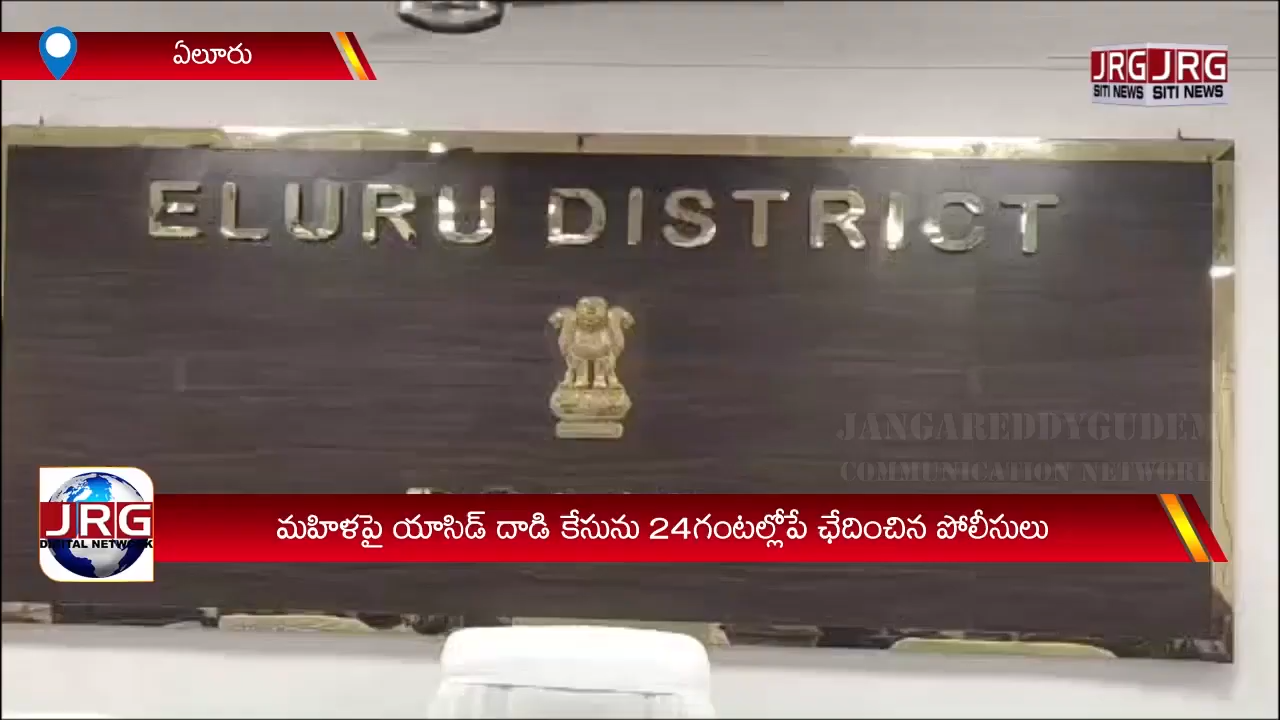 ఏలూరు
JRG JRG
SITI NEWS SITI NEWS
ELURU DISTRICT
JANGAREDDYGUDEM
COMMUNICATION NETWORK
JRG
DIGITAL NETWORK
మహిళపై యాసిడ్ దాడి కేసును 24గంటల్లోపే ఛేదించిన పోలీసులు